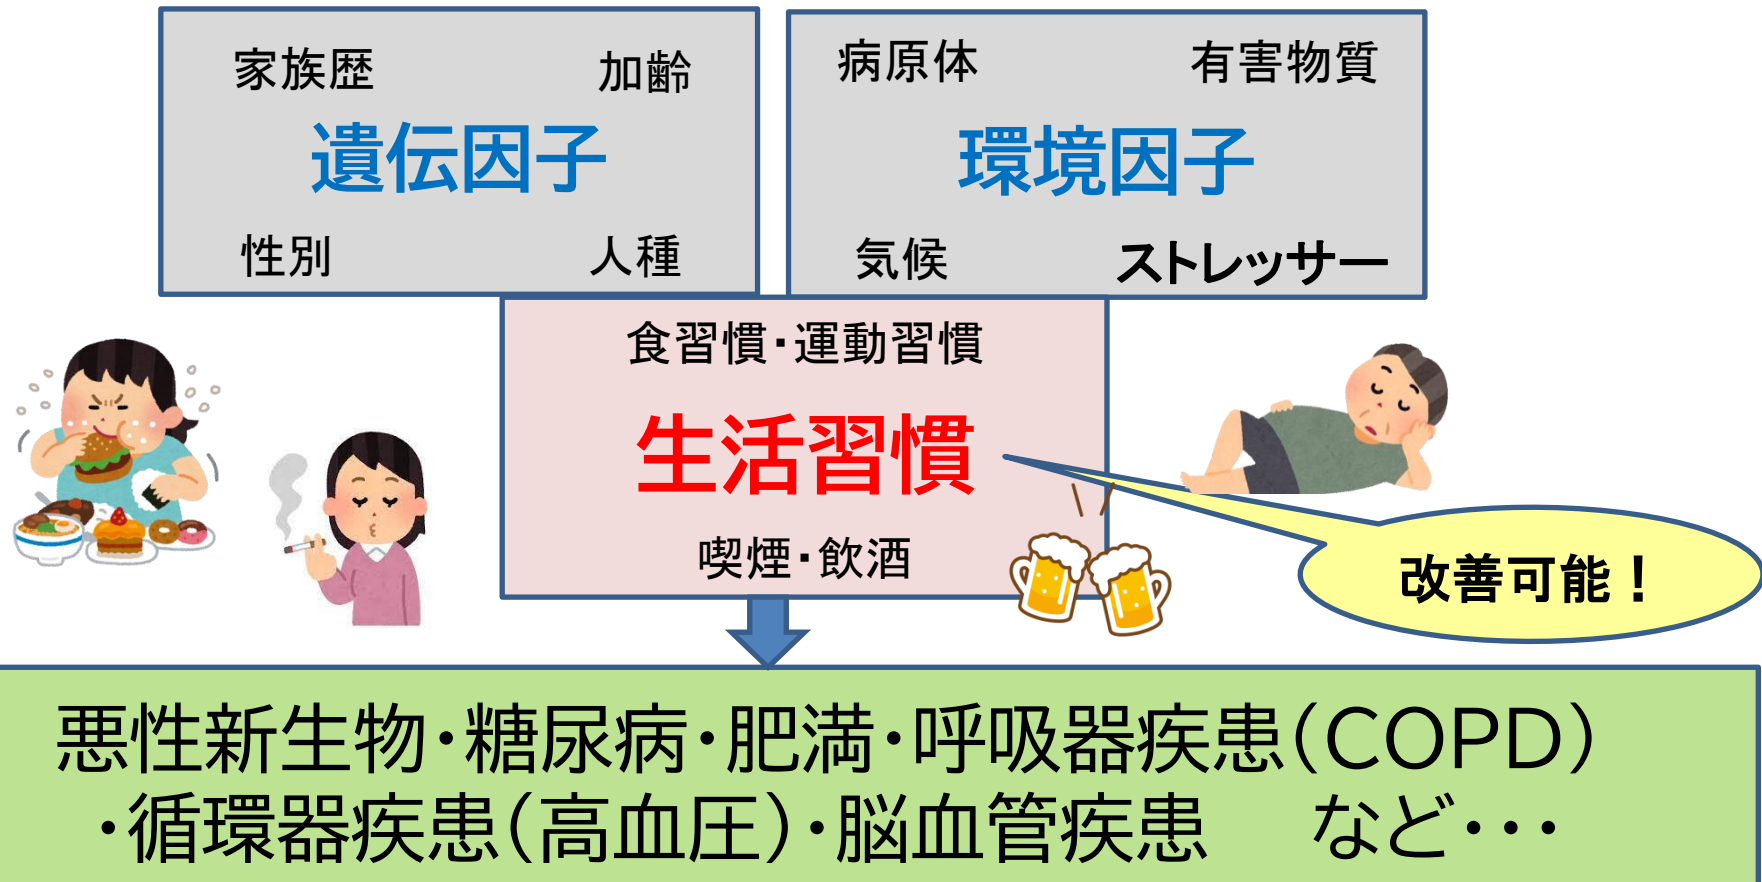 家族歴 加齢
遺伝因子
性別 人種
病原体 有害物質
環境因子
気候 ストレッサー
食習慣・運動習慣
生活習慣
喫煙・飲酒
改善可能！
悪性新生物・糖尿病・肥満・呼吸器疾患(COPD)
・循環器疾患(高血圧)・脳血管疾患 など・・・